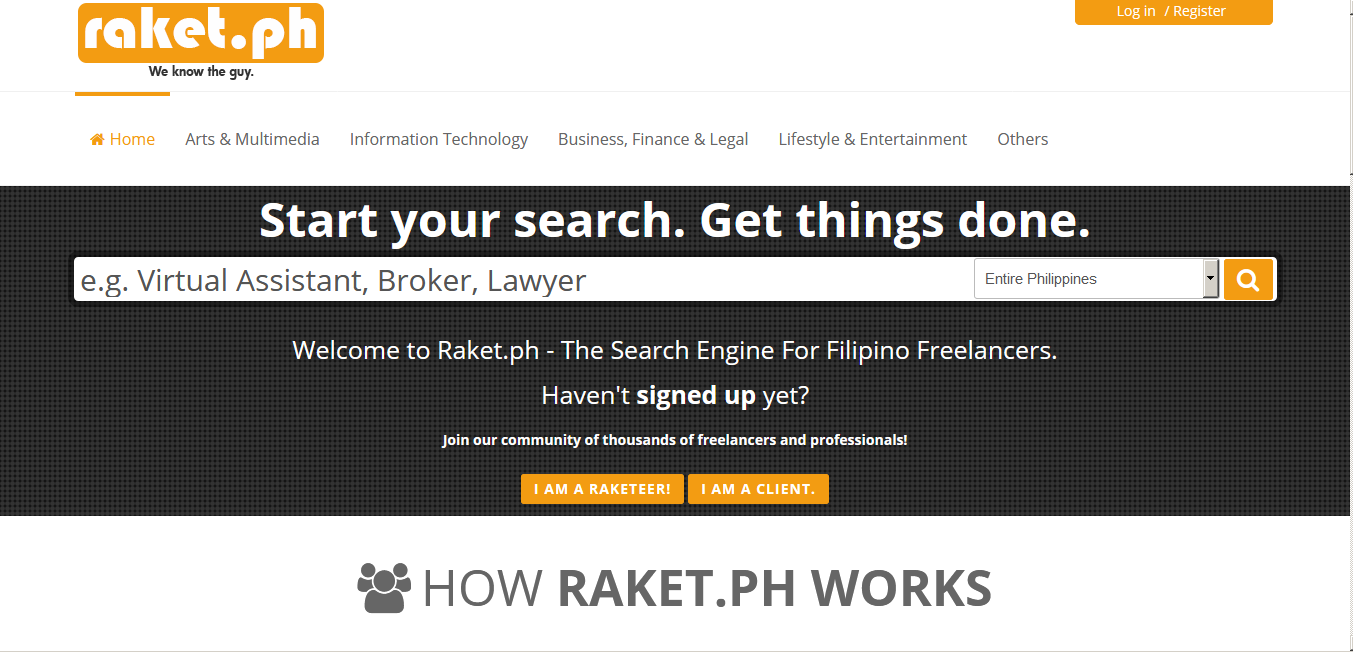 raket.ph
We know the guy.
Log in / Register
Home Arts & Multimedia Information Technology Business, Finance & Legal Lifestyle & Entertainment Others
Start your search. Get things done.
e.g. Virtual Assistant, Broker, Lawyer Entire Philippines
Welcome to Raket.ph - The Search Engine For Filipino Freelancers.
Haven't signed up yet?
Join our community of thousands of freelancers and professionals!
I AM A RAKETEER! I AM A CLIENT.
HOW RAKET.PH WORKS